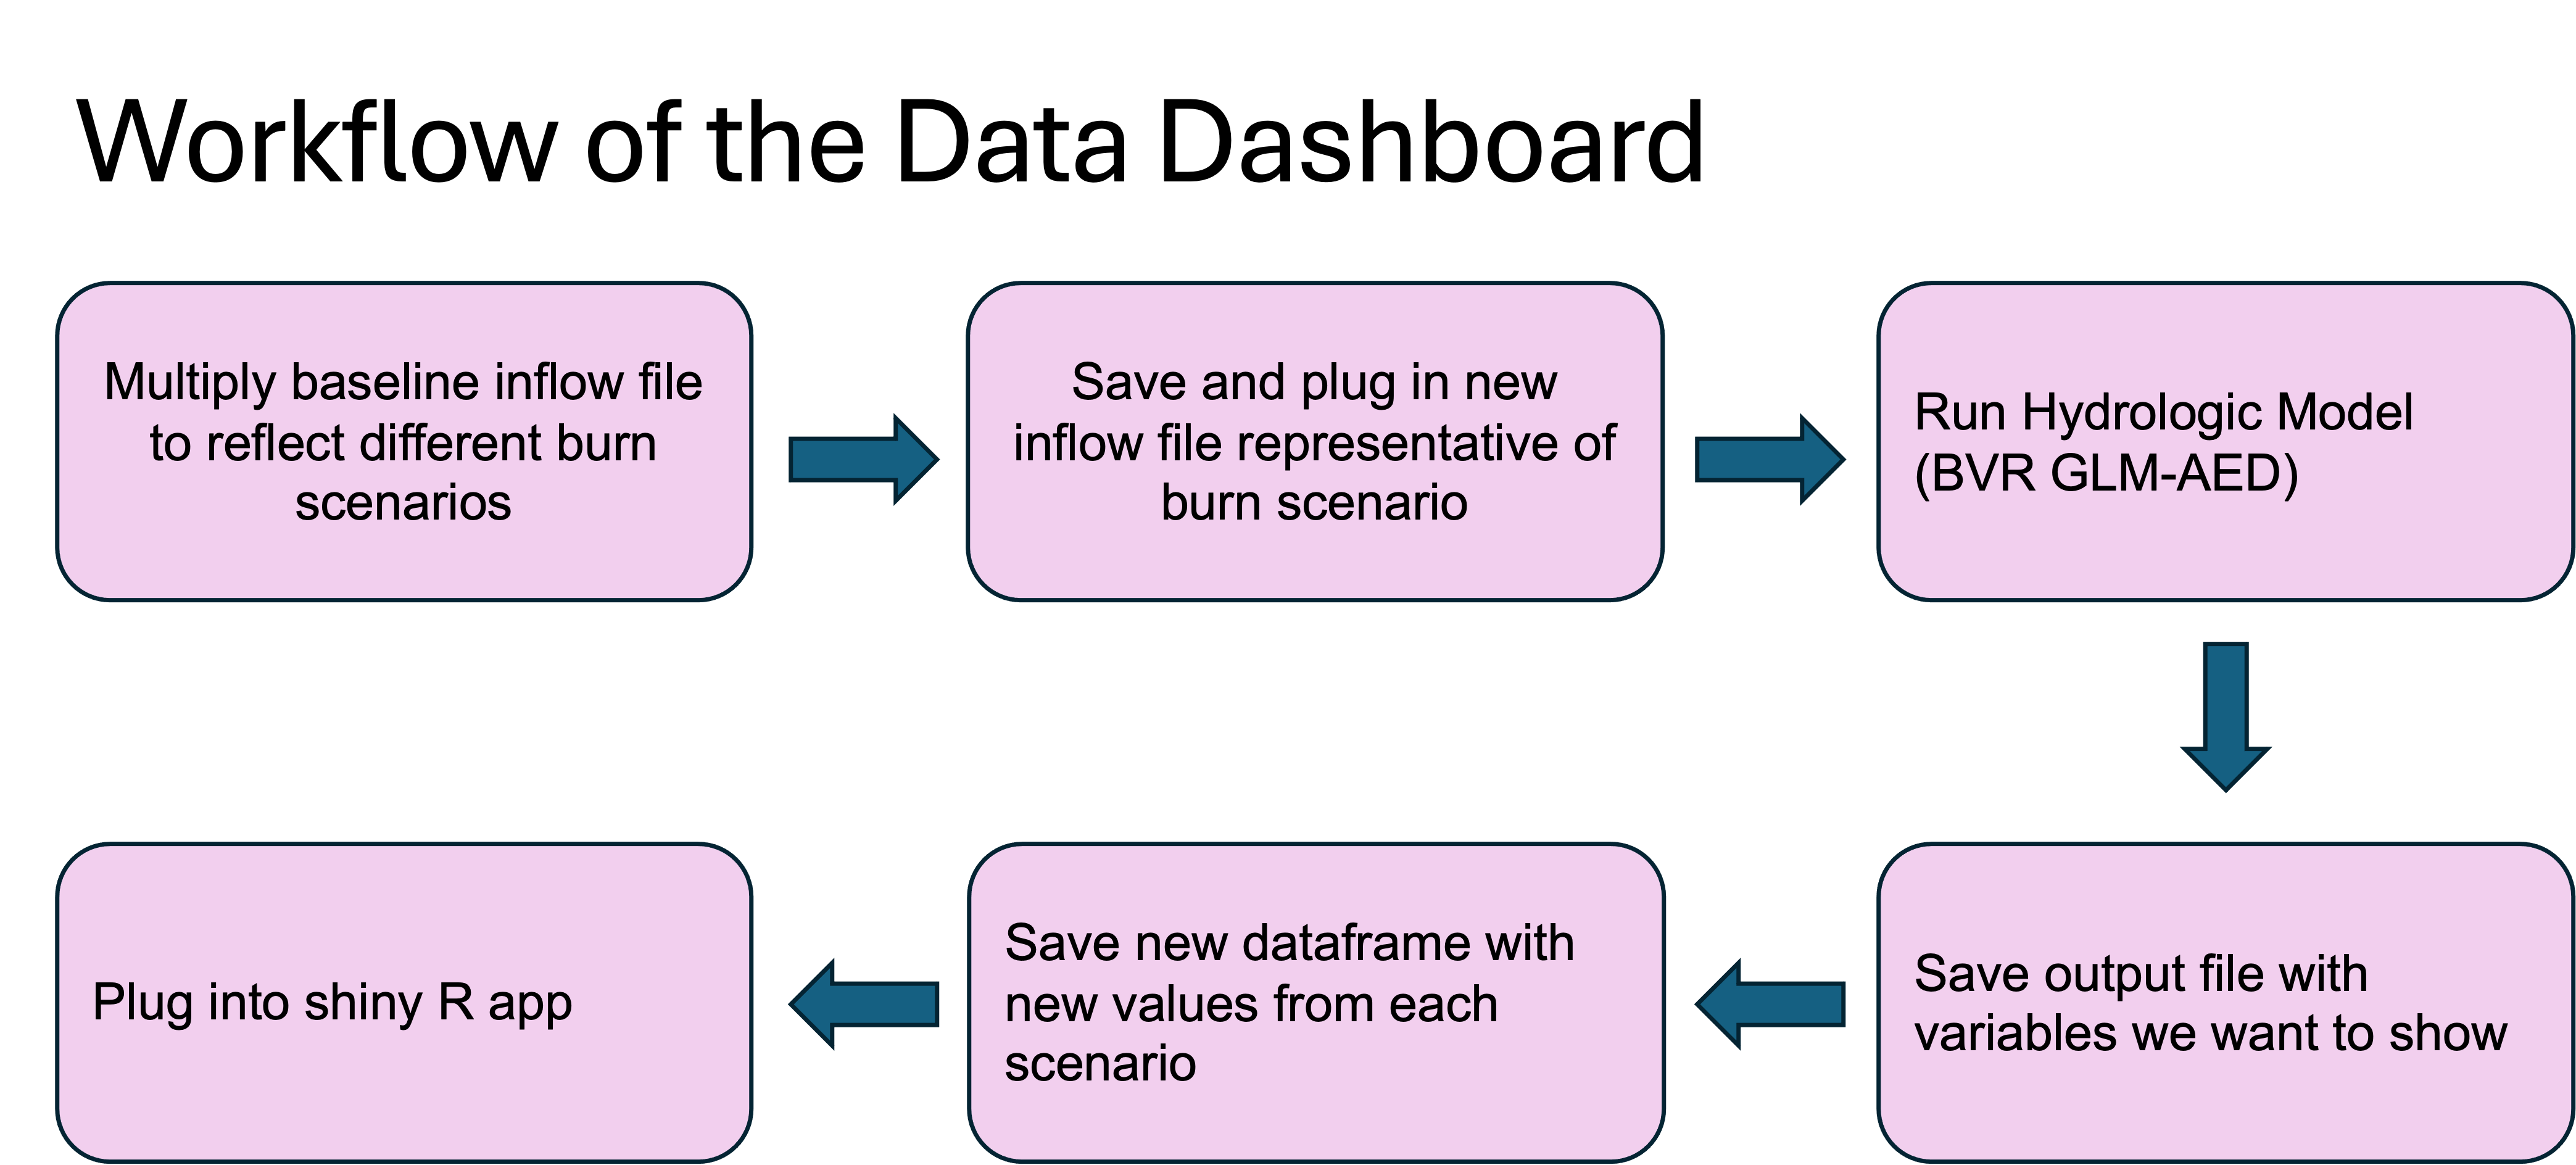 Workflow of the Data Dashboard
Multiply baseline inflow file
to reflect different burn
scenarios
Save and plug in new
inflow file representative of
burn scenario
Run Hydrologic Model
(BVR GLM-AED)
Save output file with
variables we want to show
Save new dataframe with
new values from each
scenario
Plug into shiny R app